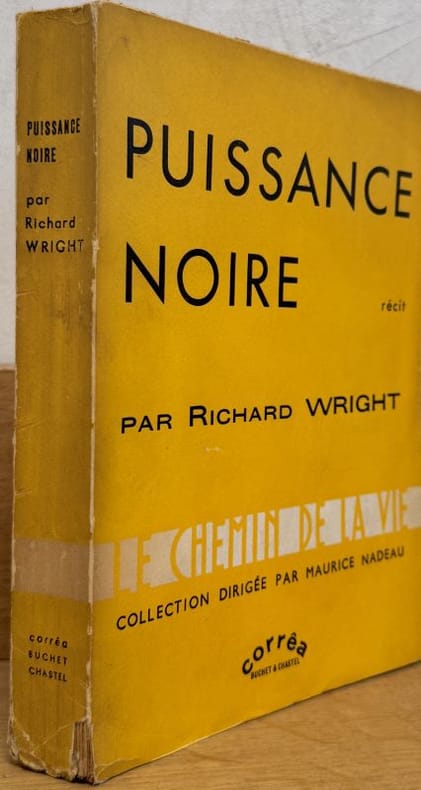 PUISSANCE
NOIRE
par
Richard
WRIGHT
corrêa
BUCHET
CHASTEL
PUISSANCE
NOIRE
récit
PAR RICHARD WRIGHT
LE CHEMIN DE LA VIE
COLLECTION DIRIGÉE PAR MAURICE NADEAU
corrêa
BUCHET & CHASTEL